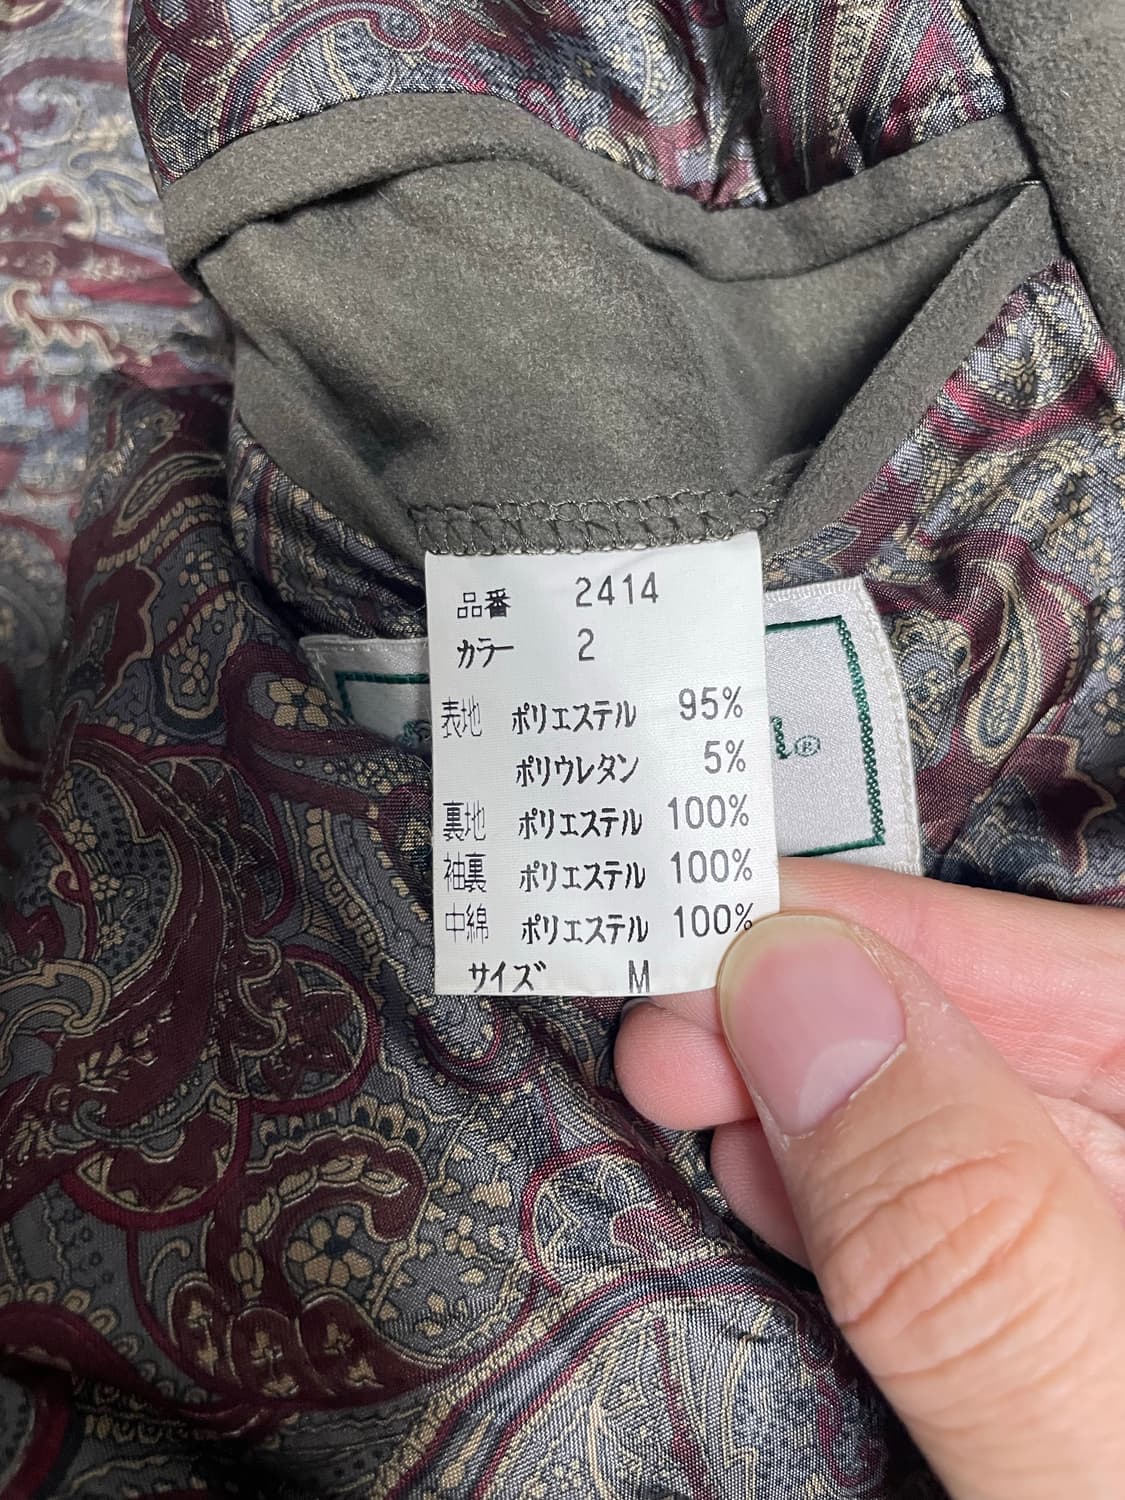 品番 2414
カラー 2
表地 ポリエステル 95%
ポリウレタン 5%
裏地 ポリエステル 100%
袖裏 ポリエステル 100%
中綿 ポリエステル 100%
サイズ M